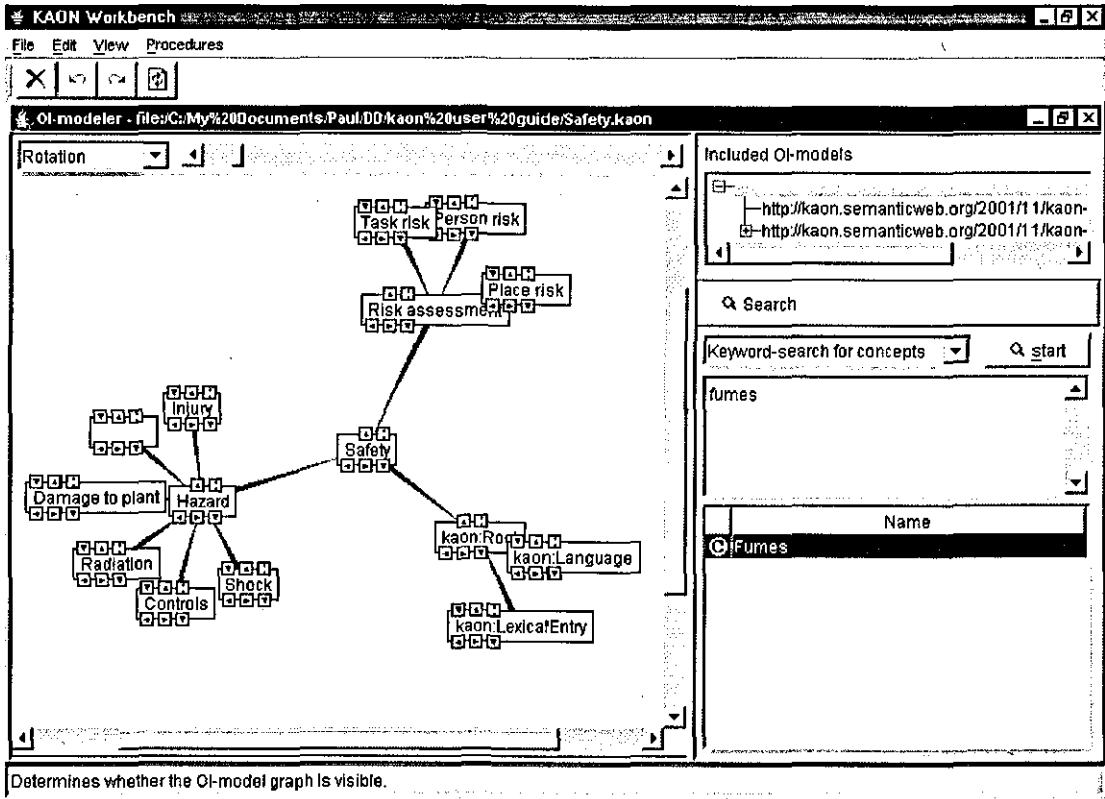 KAON Workbench
File Edit View Procedures
OI-modeler - file:/C:/My%20Documents/Paul/DD/kaon%20user%20guide/Safety.kaon
Rotation
Included OI-models
http://kaon.semanticweb.org/2001/11/kaon-
http://kaon.semanticweb.org/2001/11/kaon-
Search
Keyword-search for concepts
start
fumes
Name
Fumes
Task risk
Person risk
Place risk
Risk assessment
Injury
Safety
Damage to plant
Hazard
Radiation
Controls
Shock
kaon:Ro
kaon:Language
kaon:LexicalEntry
Determines whether the OI-model graph is visible.